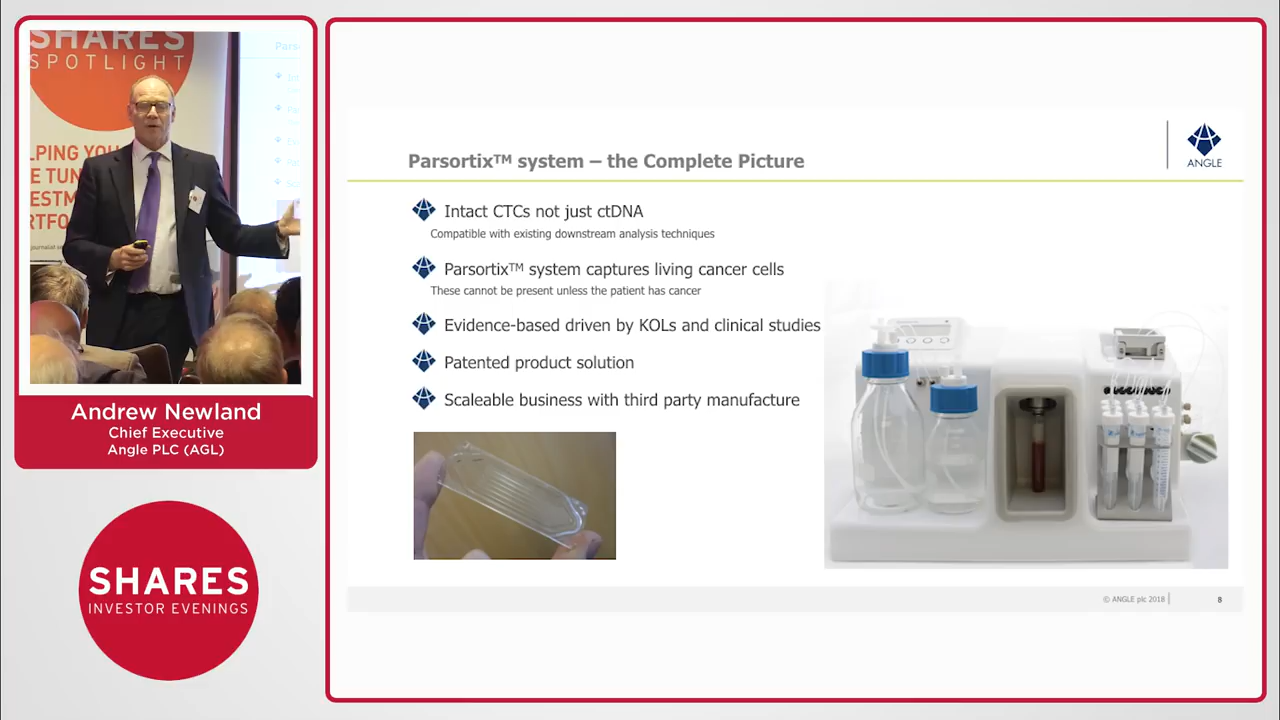 SHARES
SPOTLIGHT
Andrew Newland
Chief Executive
Angle PLC (AGL)
SHARES
INVESTOR EVENINGS
Parsortix™ system – the Complete Picture
ANGLE
Intact CTCs not just ctDNA
Compatible with existing downstream analysis techniques
Parsortix™ system captures living cancer cells
These cannot be present unless the patient has cancer
Evidence-based driven by KOLs and clinical studies
Patented product solution
Scaleable business with third party manufacture
© ANGLE plc 2018
8